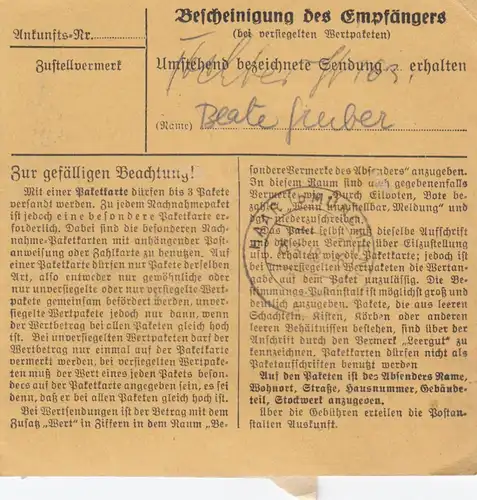 Bescheinigung des Empfängers
(bei versiegelten Wertpaketen)
Ankunfts-Nr.
Umstehend bezeichnete Sendung erhalten
Zustellvermerk
(Name) Beate Gruber
Zur gefälligen Beachtung!
Mit einer Paketkarte dürfen bis 3 Pakete
versandt werden. Zu jedem Nachnahmepaket
ist jedoch eine besondere Paketkarte er-
forderlich. Dabei sind die besonderen Nach-
nahme-Paketkarten mit anhängender Post-
anweisung oder Zahlkarte zu benutzen. Auf
einer Paketkarte dürfen nur Pakete derselben
Art, also entweder nur gewöhnliche oder
nur unversiegelte oder nur versiegelte Wert-
pakete gemeinsam befördert werden, unver-
siegelte Wertpakete jedoch nur dann, wenn
der Wertbetrag bei allen Paketen gleich hoch
ist. Bei unversiegelten Wertpaketen darf der
Wertbetrag nur einmal auf der Paketkarte
vermerkt werden, bei versiegelten Wertpake-
ten muß der Wert eines jeden Pakets beson-
ders auf der Paketkarte angegeben sein, es sei
denn, daß er bei allen Paketen gleich hoch ist.
Bei Wertsendungen ist der Betrag mit dem
Zusatz „Wert" in Ziffern in dem Raum „Be-
sondere Vermerke des Absenders" anzugeben.
In diesem Raum sind auch gegebenenfalls
Vermerke wie „Durch Eilboten, Bote be-
zahlt", „Wenn unzustellbar, Meldung" und
dgl. niederzuschreiben.
Das Paket selbst muß dieselbe Aufschrift
und dieselben Vermerke über Eilzustellung
usw. erhalten wie die Paketkarte; jedoch ist
bei unversiegelten Wertpaketen die Wertan-
gabe auf dem Paket unzulässig. Die Be-
stimmungs-Postanstalt ist möglichst groß und
deutlich anzugeben. Pakete, die aus leeren
Schachteln, Kisten, Körben oder anderen
leeren Behältnissen bestehen, sind über der
Anschrift durch den Vermerk „Leergut" zu
kennzeichnen. Paketkarten dürfen nicht als
Paketaufschriften benutzt werden
Auf den Paketen ist des Absenders Name,
Wohnort, Straße, Hausnummer, Gebäude-
teil, Stockwerk anzugeben.
Über die Gebühren erteilen die Postan-
stalten Auskunft.